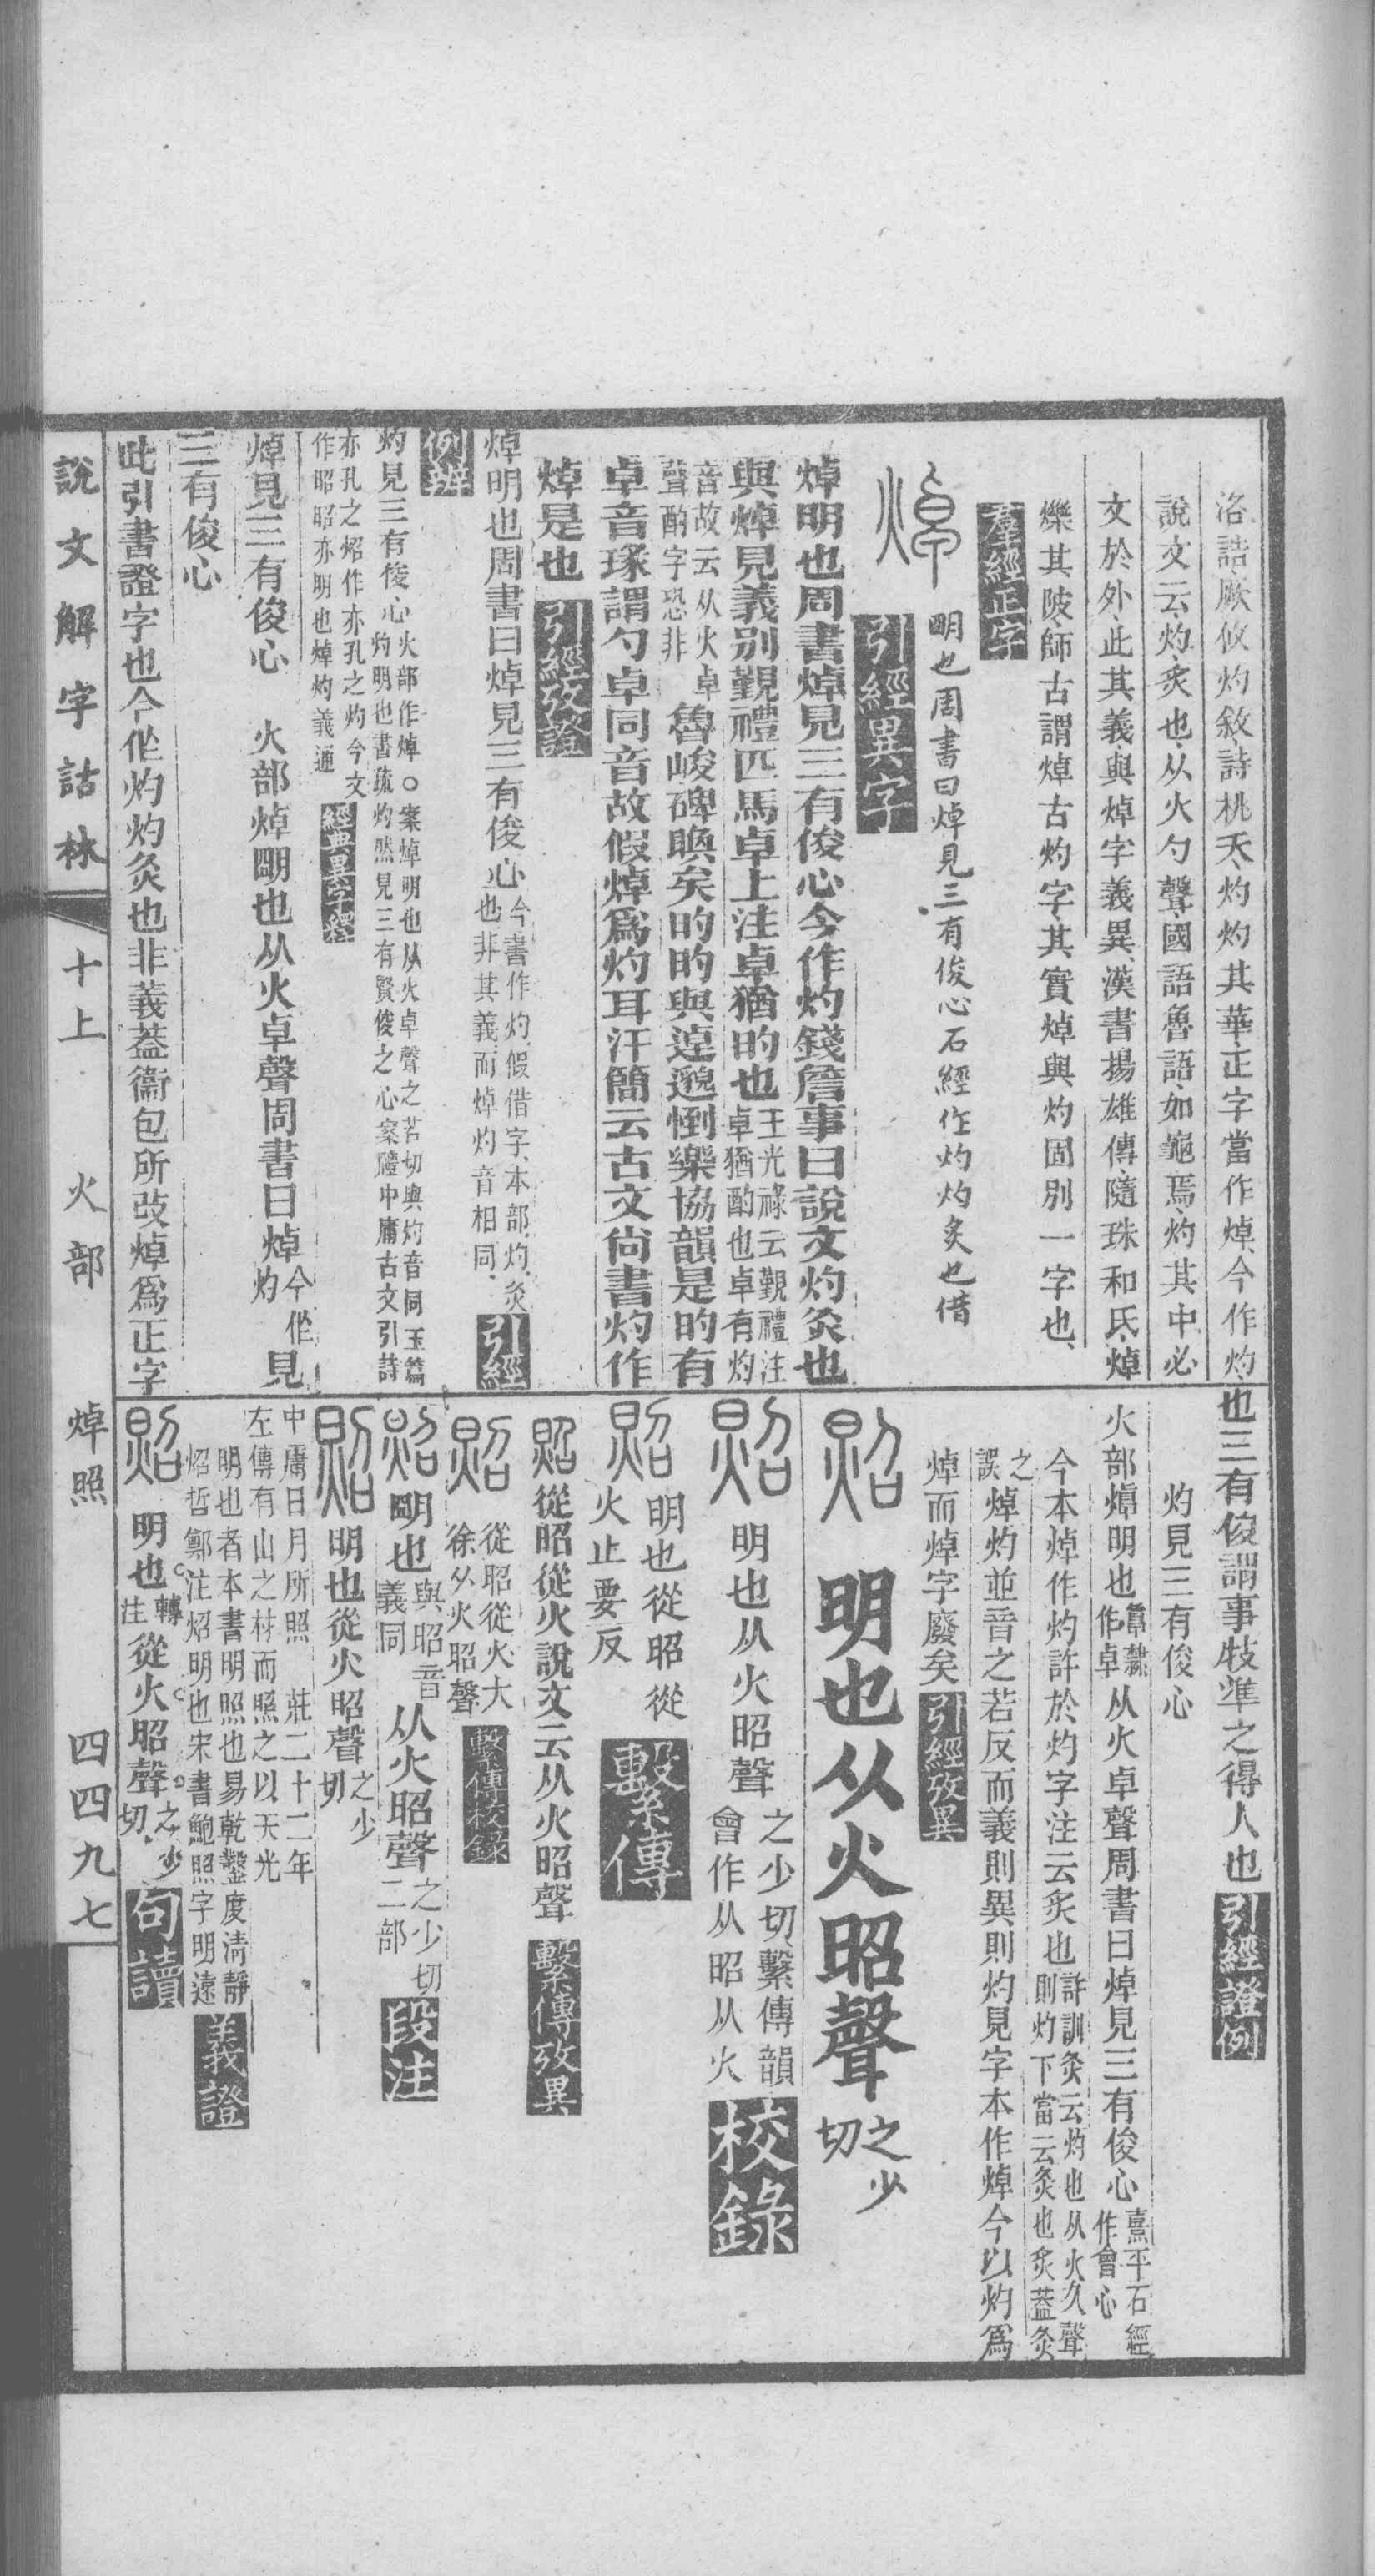 洛誥厥攸灼敘詩桃夭灼灼其華正字當作焯今作灼
說文云灼炙也从火勺聲國語魯語如龜焉灼其中必
文於外此其義與焯字義異漢書揚雄傳隨珠和氏焯
爍其陂師古謂焯古灼字其實焯與灼固別一字也
羣經正字
焯 明也周書曰焯見三有俊心石經作灼灼炙也借
引經異字
焯明也周書焯見三有俊心今作灼錢詹事曰說文灼灸也
與焯見義別覲禮匹馬卓上注卓猶的也王光祿云覲禮注卓猶酌也卓有灼
音故云从火卓聲酌字恐非 魯峻碑㬇矣的的與逴邈倒樂協韻是的有
卓音瑑謂勺卓同音故假焯爲灼耳汗簡云古文尙書灼作
焯是也 引經攷證
焯明也周書曰焯見三有俊心今書作灼假借字本部灼灸也非其義而焯灼音相同 引經
例辨
灼見三有俊心火部作焯○案焯明也从火卓聲之若切與灼音同玉篇灼明也書疏灼然見三有賢俊之心案禮中庸古文引詩
亦孔之炤作亦孔之灼今文作昭昭亦明也焯灼義通 經典異字釋
焯見三有俊心 火部焯朙也从火卓聲周書曰焯今作灼見
三有俊心
此引書證字也今作灼灼灸也非義葢衞包所改焯爲正字
也三有俊謂事牧準之得人也 引經證例
灼見三有俊心
火部焯明也篆隸作卓从火卓聲周書曰焯見三有俊心熹平石經作會心
今本焯作灼許於灼字注云炙也許訓灸云灼也从火久聲則灼下當云灸也炙葢灸
之誤焯灼並音之若反而義則異則灼見字本作焯今以灼爲
焯而焯字廢矣 引經攷異
照 明也从火昭聲之少切
照 明也从火昭聲之少切繫傳韻會作从昭从火 校錄
照 明也從昭從火止要反 繫傳
照從昭從火說文云从火昭聲 繫傳攷異
照 從昭從火大徐从火昭聲 繫傳校錄
照朙也與昭音義同从火昭聲之少切二部 段注
照 明也從火昭聲之少切
中庸日月所照 莊二十二年左傳有山之材而照之以天光
明也者本書明照也易乾鑿度淸靜炤哲鄭注炤明也宋書鮑照字明遠 義證
照 明也轉注從火昭聲之少切 句讀
說文解字詁林 十上 火部 焯照 四四九七